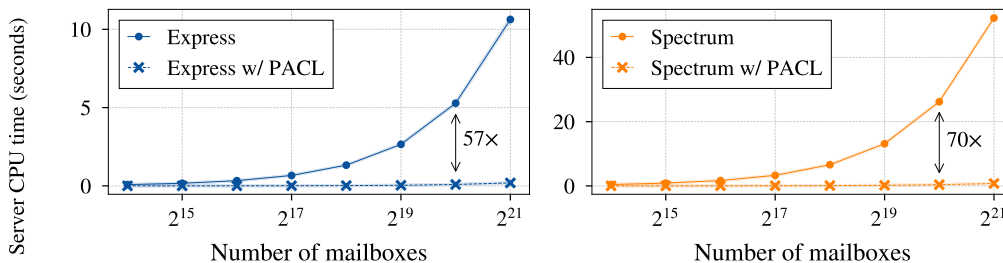 Server CPU time (seconds)
10
5
0
Express
Express w/ PACL
57×
2^15
2^17
2^19
2^21
Number of mailboxes
40
20
0
Spectrum
Spectrum w/ PACL
70×
2^15
2^17
2^19
2^21
Number of mailboxes